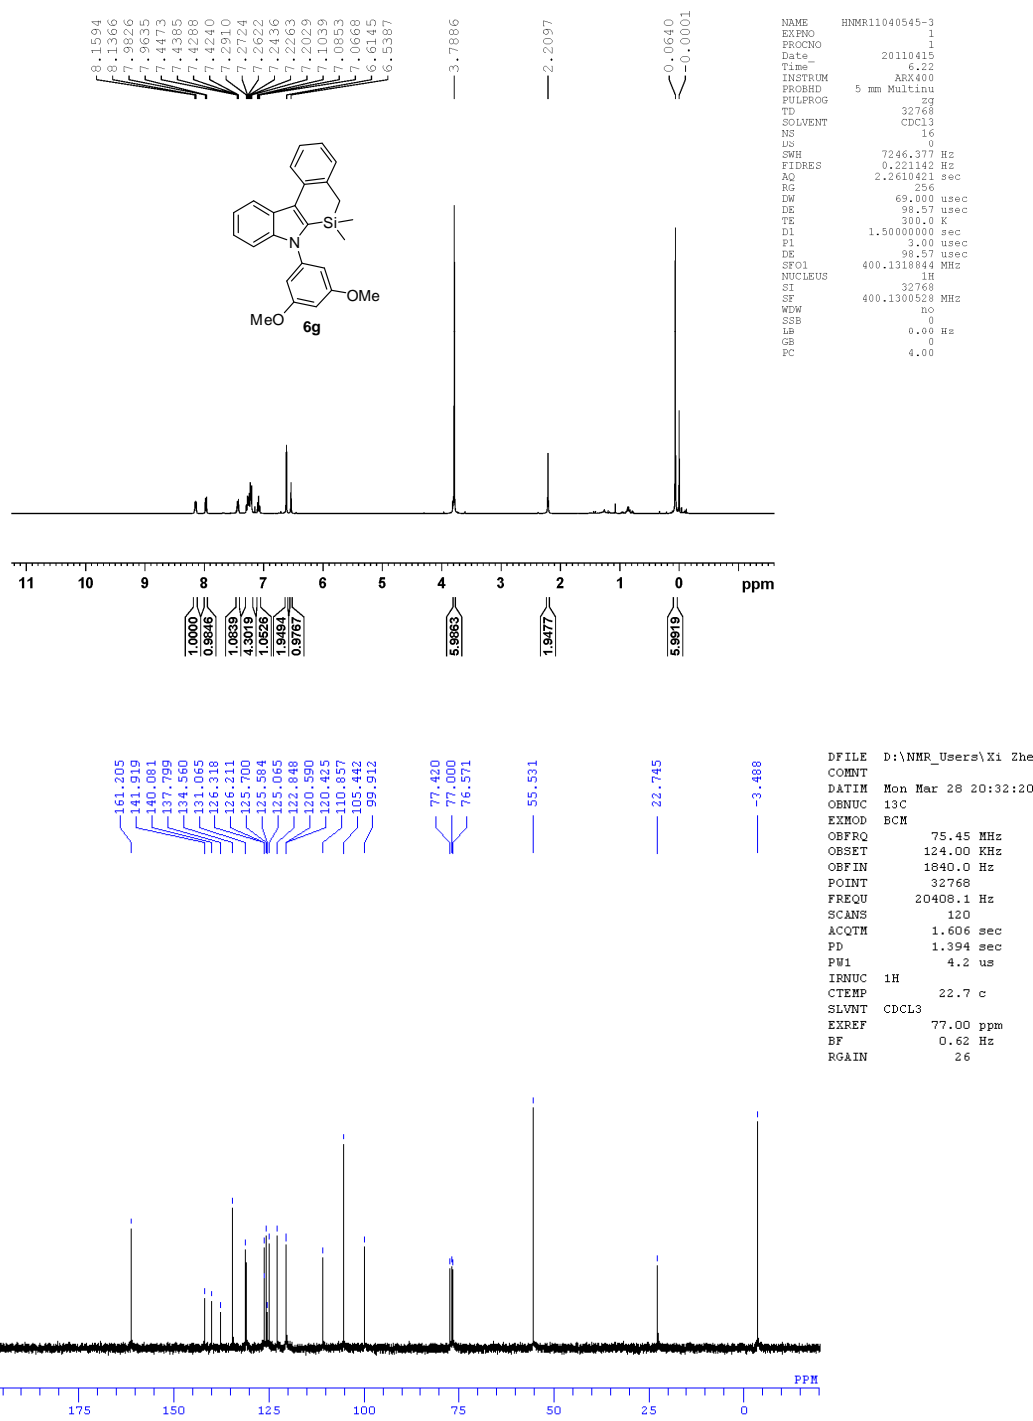 8.1594
8.1366
7.9826
7.9635
7.4473
7.4385
7.4288
7.4240
7.2910
7.2724
7.2622
7.2436
7.2263
7.2029
7.1039
7.0853
7.0668
6.6145
6.5387
3.7886
2.2097
0.0640
-0.0001
NAME HNMR11040545-3
EXPNO 1
PROCNO 1
Date_ 20110415
Time 6.22
INSTRUM ARX400
PROBHD 5 mm Multinu
PULPROG zg
TD 32768
SOLVENT CDCl3
NS 16
DS 0
SWH 7246.377 Hz
FIDRES 0.221142 Hz
AQ 2.2610421 sec
RG 256
DW 69.000 usec
DE 98.57 usec
TE 300.0 K
D1 1.50000000 sec
P1 3.00 usec
DE 98.57 usec
SFO1 400.1318844 MHz
NUCLEUS 1H
SI 32768
SF 400.1300528 MHz
WDW no
SSB 0
LB 0.00 Hz
GB 0
PC 4.00
Si
N
OMe
MeO
6g
11 10 9 8 7 6 5 4 3 2 1 0 ppm
1.0000
0.9846
1.0839
4.3019
1.0526
1.9494
0.9767
5.9863
1.9477
5.9919
161.205
141.919
140.081
137.799
134.560
131.065
126.318
126.211
125.700
125.584
125.065
122.848
120.590
120.425
110.857
105.442
99.912
77.420
77.000
76.571
55.531
22.745
-3.488
DFILE D:\NMR_Users\Xi Zhe
COMNT
DATIM Mon Mar 28 20:32:20
OBNUC 13C
EXMOD BCM
OBFRQ 75.45 MHz
OBSET 124.00 KHz
OBFIN 1840.0 Hz
POINT 32768
FREQU 20408.1 Hz
SCANS 120
ACQTM 1.606 sec
PD 1.394 sec
PW1 4.2 us
IRNUC 1H
CTEMP 22.7 c
SLVNT CDCL3
EXREF 77.00 ppm
BF 0.62 Hz
RGAIN 26
PPM
175 150 125 100 75 50 25 0